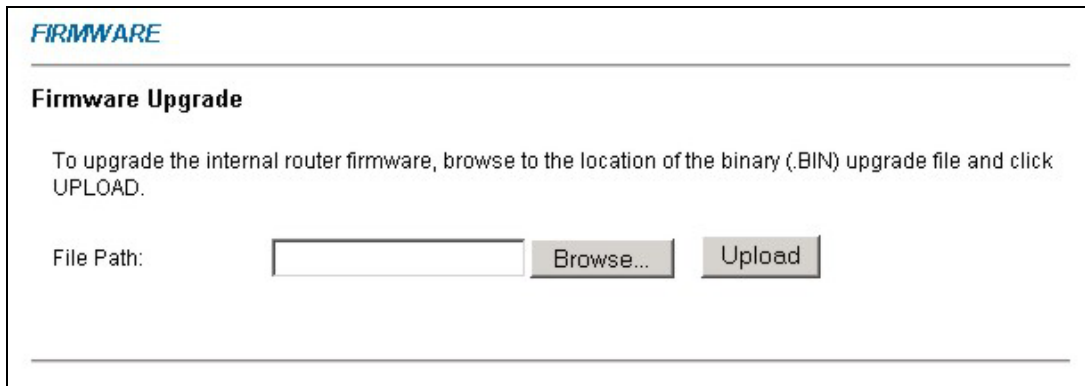 FIRMWARE
Firmware Upgrade
To upgrade the internal router firmware, browse to the location of the binary (.BIN) upgrade file and click
UPLOAD.
File Path: Browse... Upload